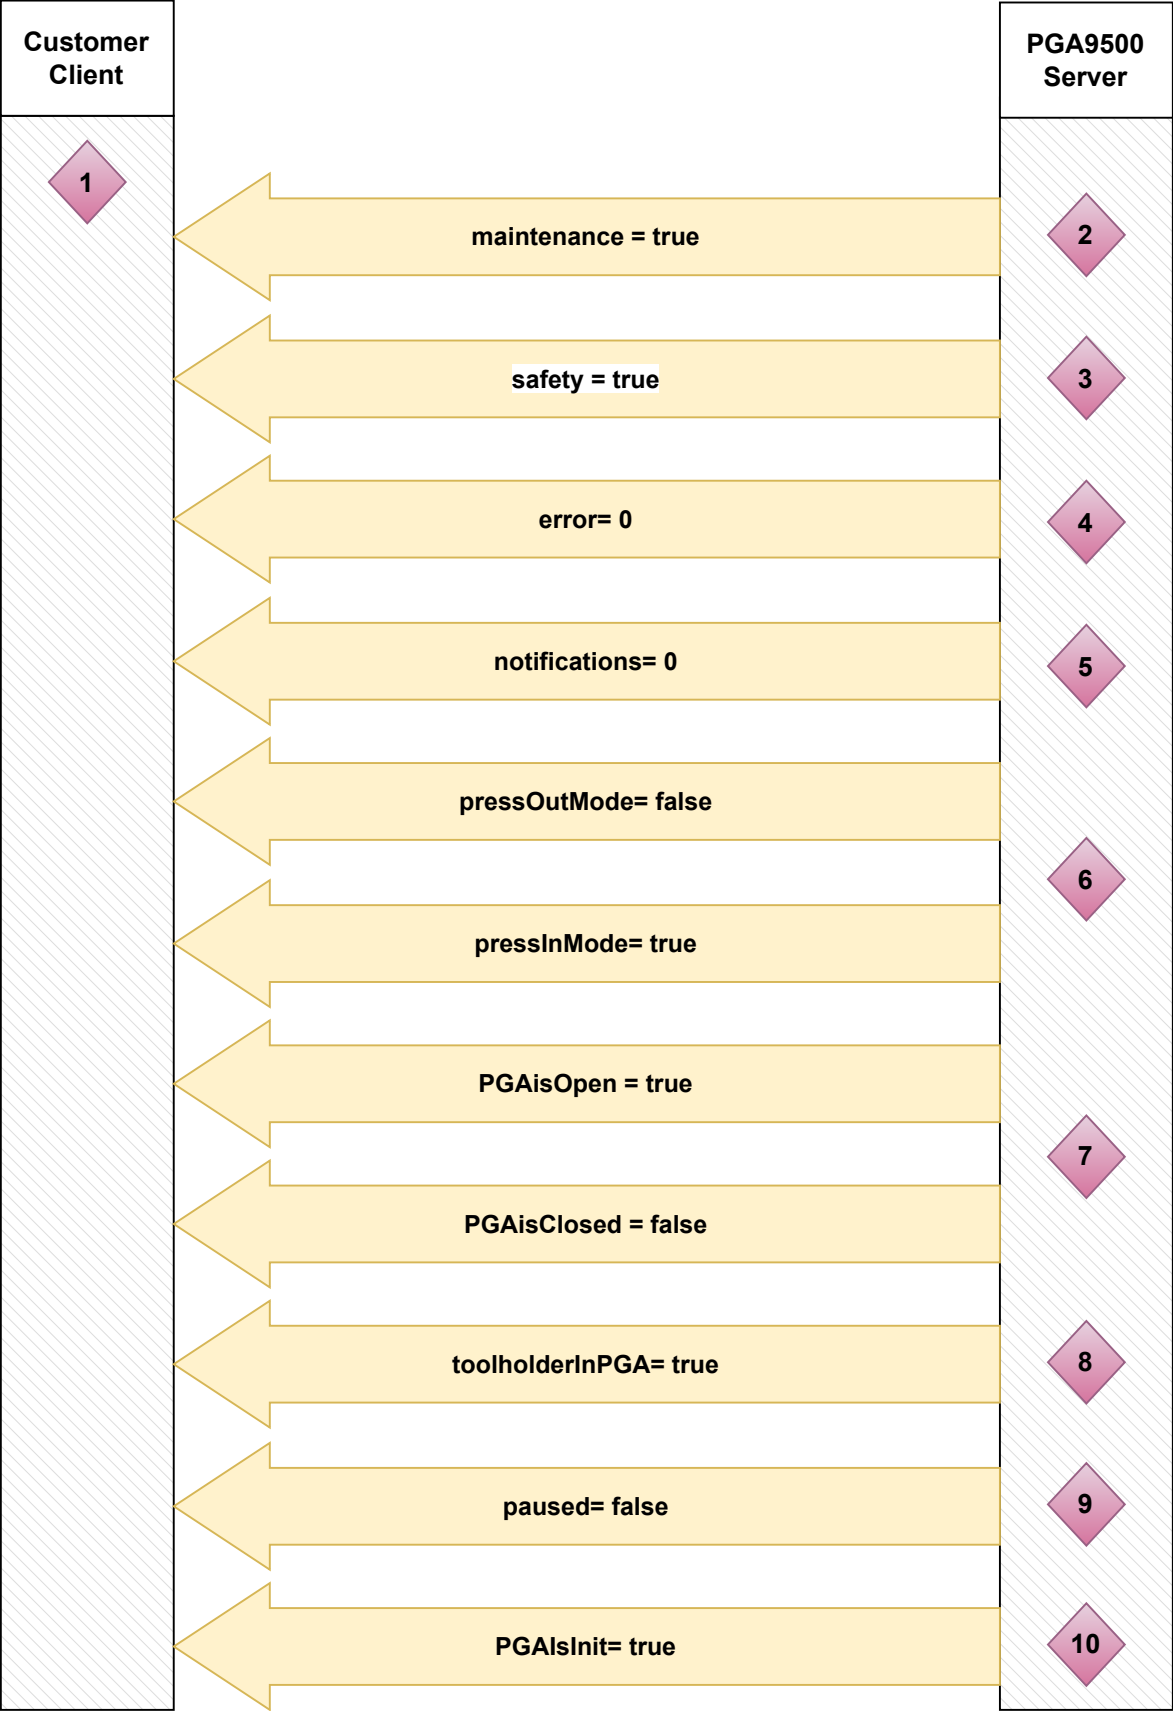 Customer
Client
PGA9500
Server
1
maintenance = true
2
safety = true
3
error= 0
4
notifications= 0
5
pressOutMode= false
6
pressInMode= true
PGAisOpen = true
7
PGAisClosed = false
toolholderInPGA= true
8
paused= false
9
PGAIsInit= true
10